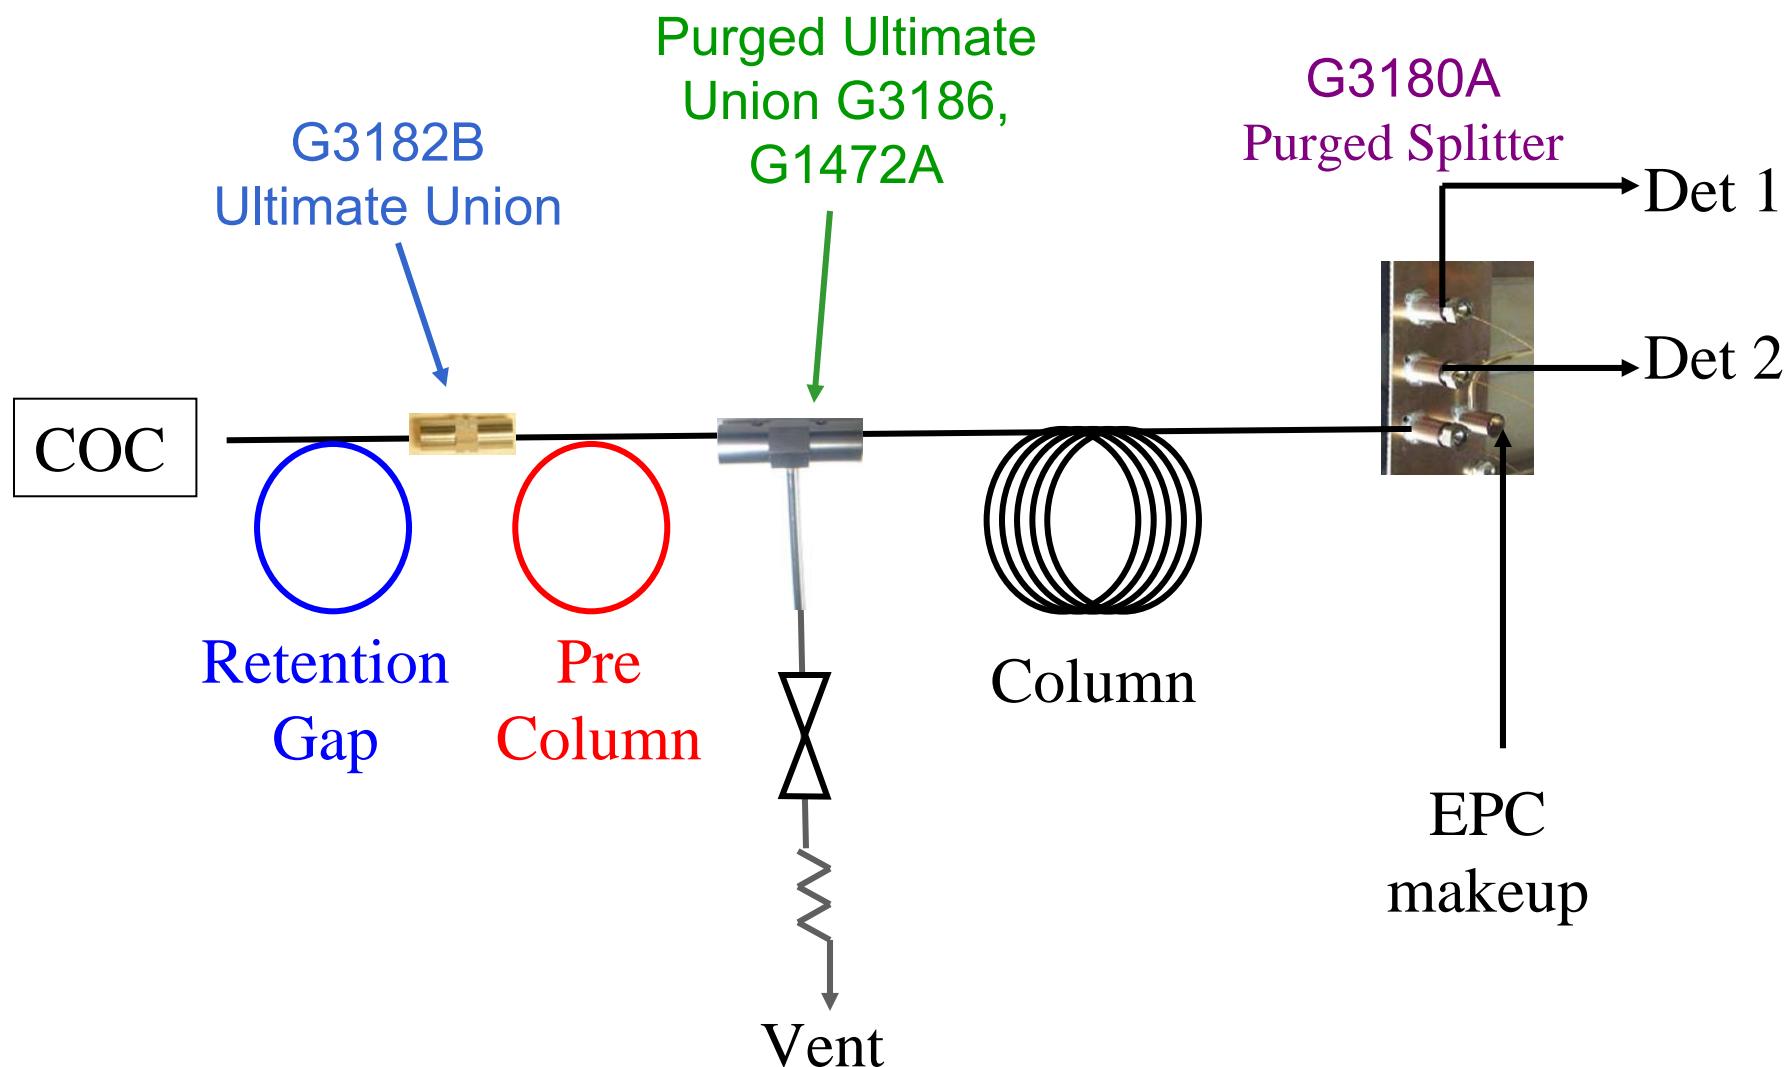 Purged Ultimate
Union G3186,
G1472A
G3180A
Purged Splitter
G3182B
Ultimate Union
Det 1
Det 2
COC
Retention
Gap
Pre
Column
Column
EPC
makeup
Vent